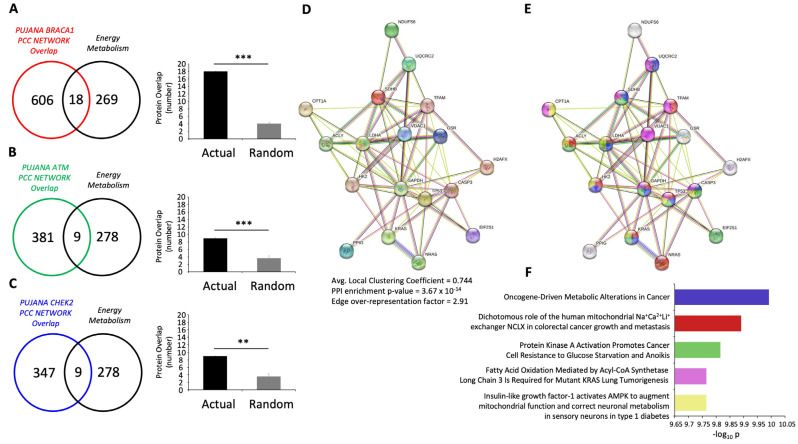 A
PUJANA BRACA1
PCC NETWORK
Overlap
Energy
Metabolism
606
18
269
Protein Overlap
(number)
20
18
16
14
12
10
8
6
4
2
0
***
Actual
Random
B
PUJANA ATM
PCC NETWORK
Overlap
Energy
Metabolism
381
9
278
Protein Overlap
(number)
20
18
16
14
12
10
8
6
4
2
0
***
Actual
Random
C
PUJANA CHEK2
PCC NETWORK
Overlap
Energy
Metabolism
347
9
278
Protein Overlap
(number)
20
18
16
14
12
10
8
6
4
2
0
**
Actual
Random
D
NDUFS6
UQCRC2
SDHB
TFAM
CPT1A
VDAC1
GSR
ACLY
LDHA
H2AFX
HK2
GAPDH
CASP3
TP53
KRAS
EIF2S1
PPIG
NRAS
Avg. Local Clustering Coefficient = 0.744
PPI enrichment p-value = 3.67 x 10-14
Edge over-representation factor = 2.91
E
NDUFS6
UQCRC2
SDHB
TFAM
CPT1A
VDAC1
GSR
ACLY
LDHA
H2AFX
HK2
GAPDH
CASP3
TP53
KRAS
EIF2S1
PPIG
NRAS
F
Oncogene-Driven Metabolic Alterations in Cancer
Dichotomous role of the human mitochondrial Na+Ca2+Li+
exchanger NCLX in colorectal cancer growth and metastasis
Protein Kinase A Activation Promotes Cancer
Cell Resistance to Glucose Starvation and Anoikis
Fatty Acid Oxidation Mediated by Acyl-CoA Synthetase
Long Chain 3 Is Required for Mutant KRAS Lung Tumorigenesis
Insulin-like growth factor-1 activates AMPK to augment
mitochondrial function and correct neuronal metabolism
in sensory neurons in type 1 diabetes
9.65 9.7 9.75 9.8 9.85 9.9 9.95 10 10.05
-log10 p